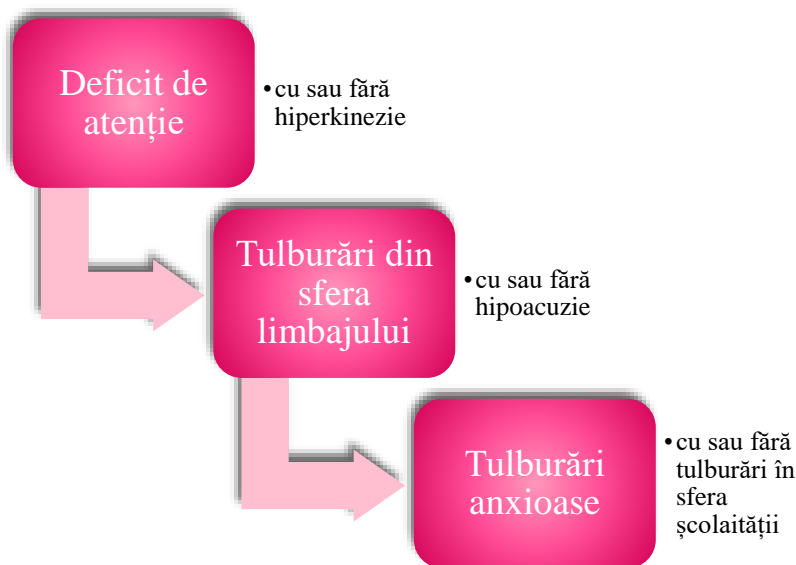 Deficit de
atenție
•cu sau fără
hiperkinezie
Tulburări din
sfera
limbajului
•cu sau fără
hipoacuzie
Tulburări
anxioase
•cu sau fără
tulburări în
sfera
școlaității